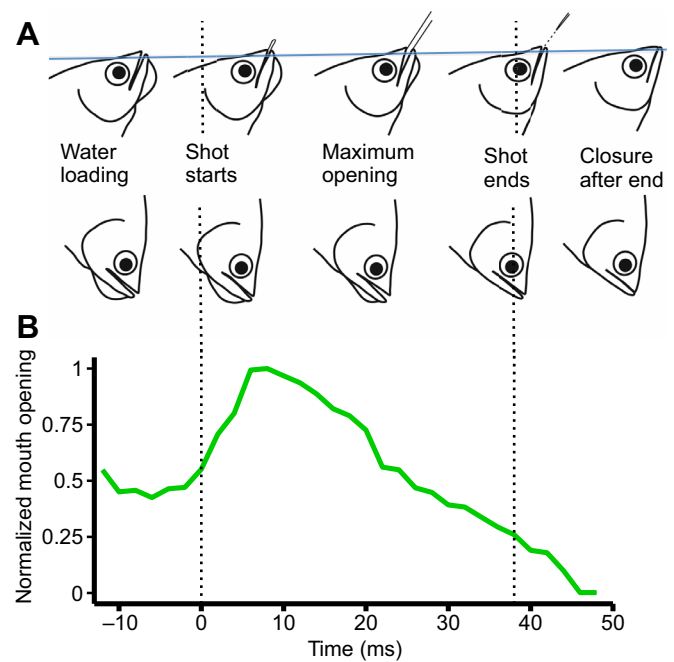 A
Water
loading
Shot
starts
Maximum
opening
Shot
ends
Closure
after end
B
Normalized mouth opening
1
0.75
0.5
0.25
0
–10
0
10
20
30
40
50
Time (ms)